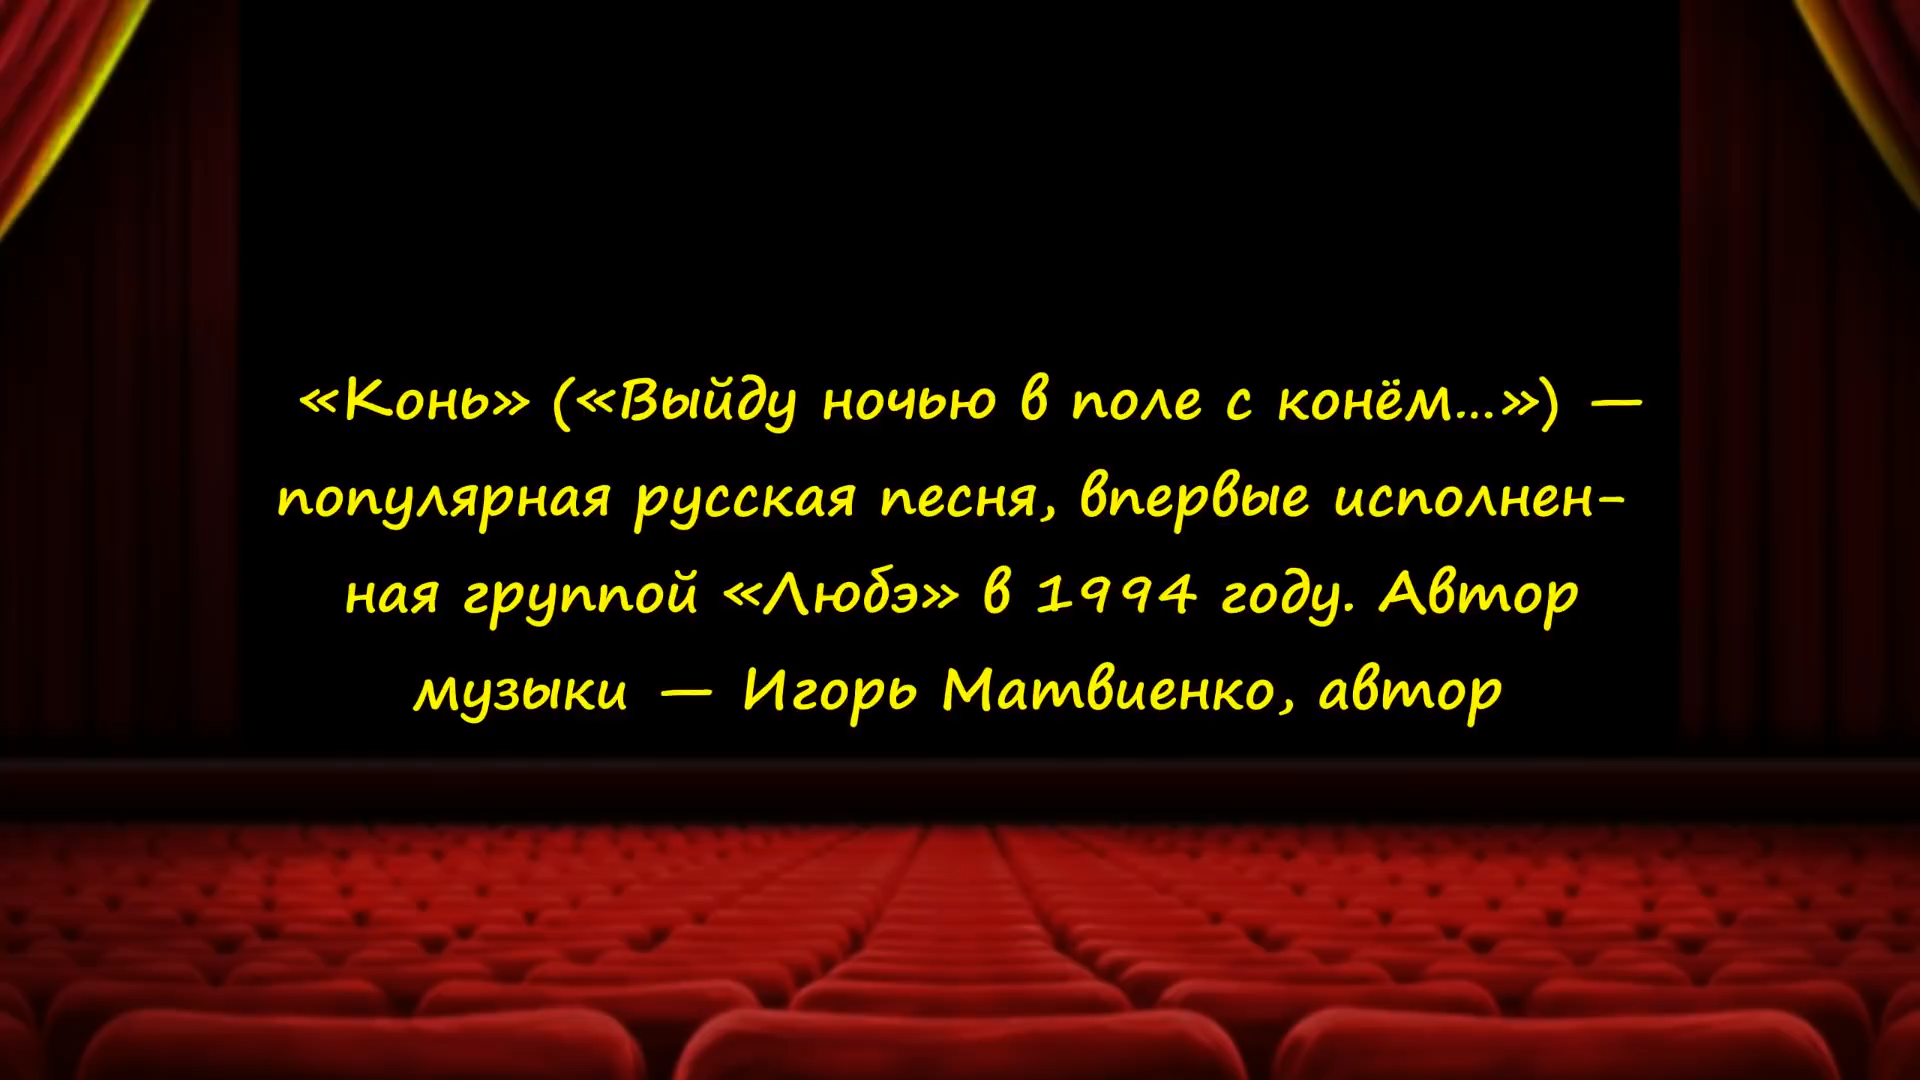 «Конь» («Выйду ночью в поле с конём...») —
популярная русская песня, впервые исполнен-
ная группой «Любэ» в 1994 году. Автор
музыки — Игорь Матвиенко, автор